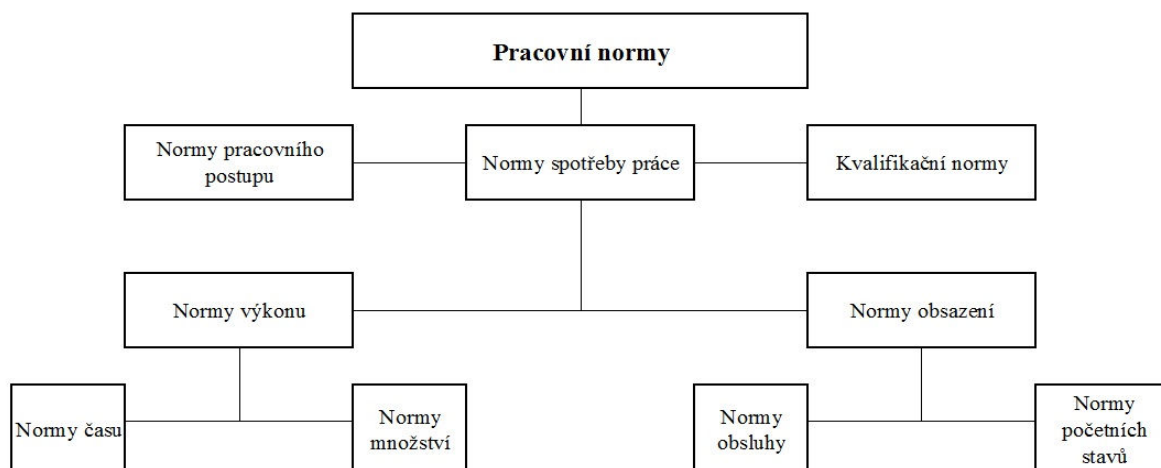 Pracovní normy
Normy pracovního
postupu
Normy spotřeby práce
Kvalifikační normy
Normy výkonu
Normy obsazení
Normy času
Normy
množství
Normy
obsluhy
Normy
početních
stavů